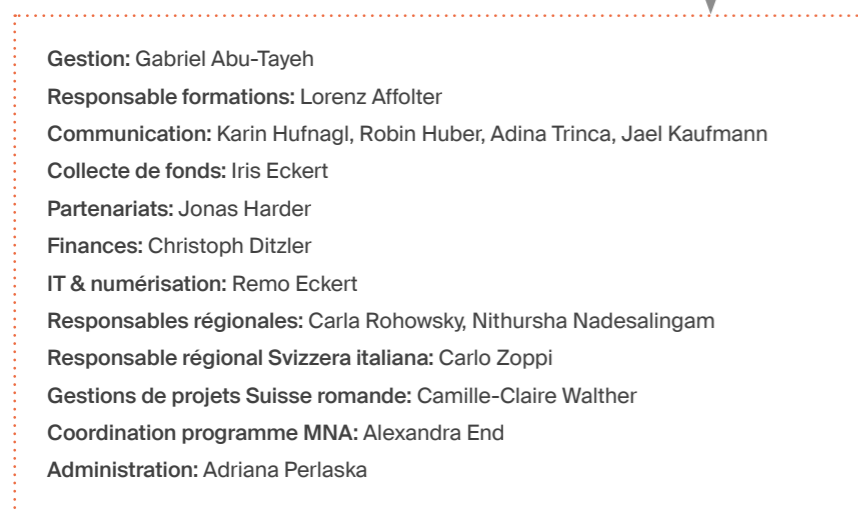 Gestion: Gabriel Abu-Tayeh
Responsable formations: Lorenz Affolter
Communication: Karin Hufnagl, Robin Huber, Adina Trinca, Jael Kaufmann
Collecte de fonds: Iris Eckert
Partenariats: Jonas Harder
Finances: Christoph Ditzler
IT & numérisation: Remo Eckert
Responsables régionales: Carla Rohowsky, Nithursha Nadesalingam
Responsable régional Svizzera italiana: Carlo Zoppi
Gestions de projets Suisse romande: Camille-Claire Walther
Coordination programme MNA: Alexandra End
Administration: Adriana Perlaska